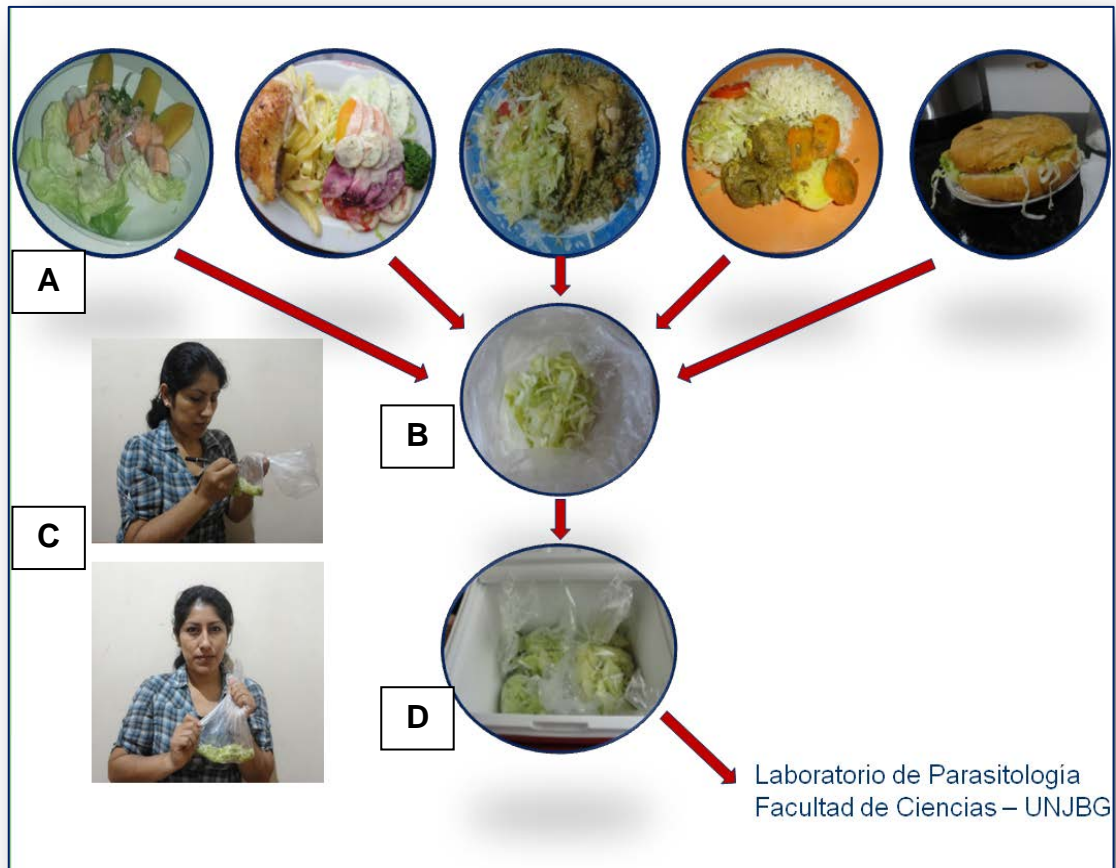 A
B
C
D
Laboratorio de Parasitología
Facultad de Ciencias – UNJBG